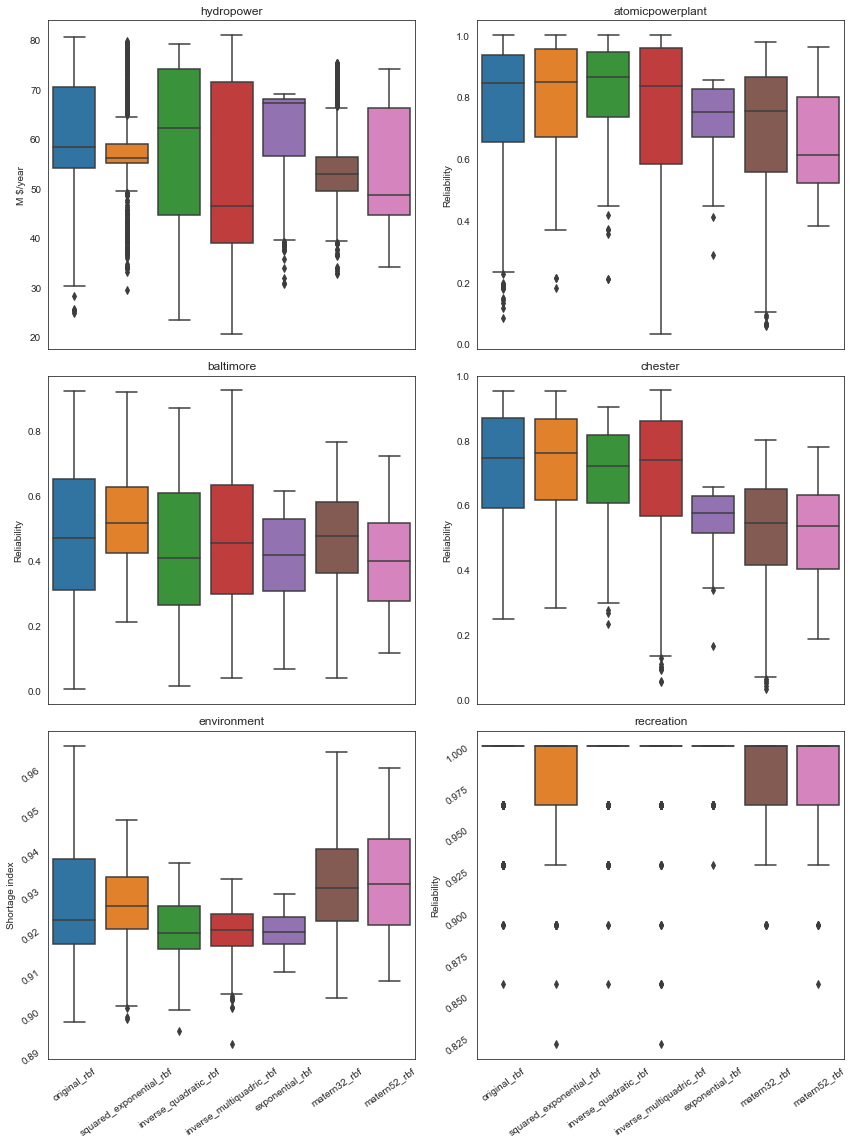 hydropower
M $/year
80
70
60
50
40
30
20
atomicpowerplant
Reliability
1.0
0.8
0.6
0.4
0.2
0.0
baltimore
Reliability
0.8
0.6
0.4
0.2
0.0
chester
Reliability
1.0
0.8
0.6
0.4
0.2
0.0
environment
Shortage index
0.96
0.95
0.94
0.93
0.92
0.91
0.90
0.89
original_rbf
squared_exponential_rbf
inverse_quadratic_rbf
inverse_multiquadric_rbf
exponential_rbf
matern32_rbf
matern52_rbf
recreation
Reliability
1.000
0.975
0.950
0.925
0.900
0.875
0.850
0.825
original_rbf
squared_exponential_rbf
inverse_quadratic_rbf
inverse_multiquadric_rbf
exponential_rbf
matern32_rbf
matern52_rbf